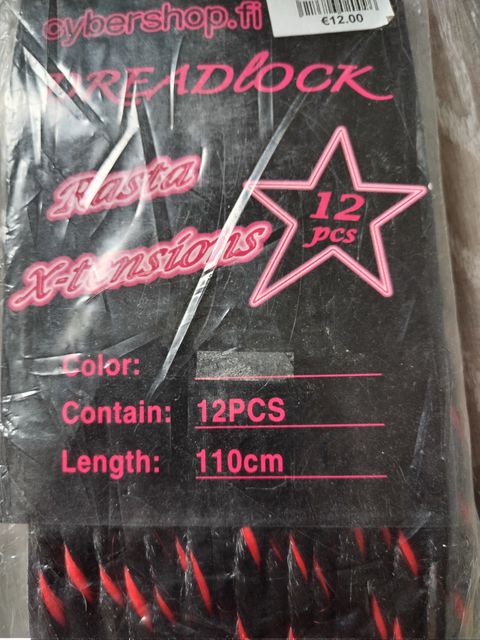 cybershop.fi
€12.00
DREADlOCK
Rasta
X-tensions
12
pcs
Color:
Contain: 12PCS
Length: 110cm